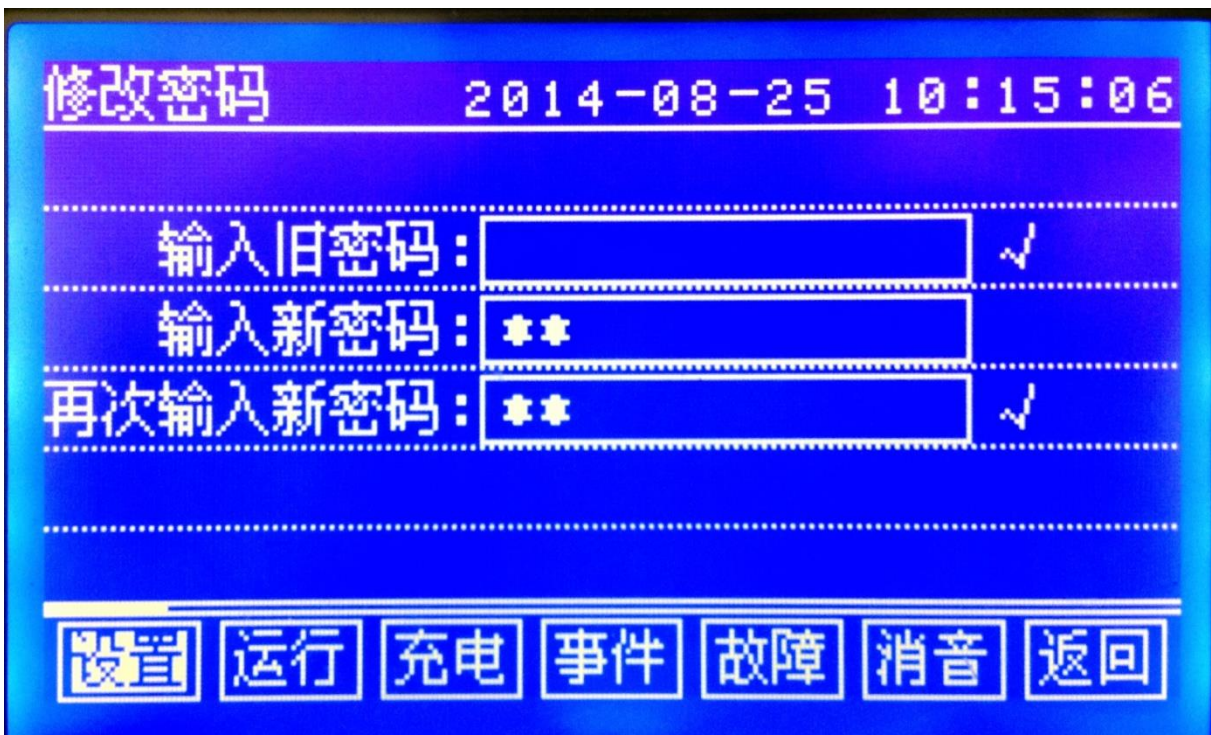 修改密码 2014-08-25 10:15:06
输入旧密码: √
输入新密码: **
再次输入新密码: ** √
设置 运行 充电 事件 故障 消音 返回